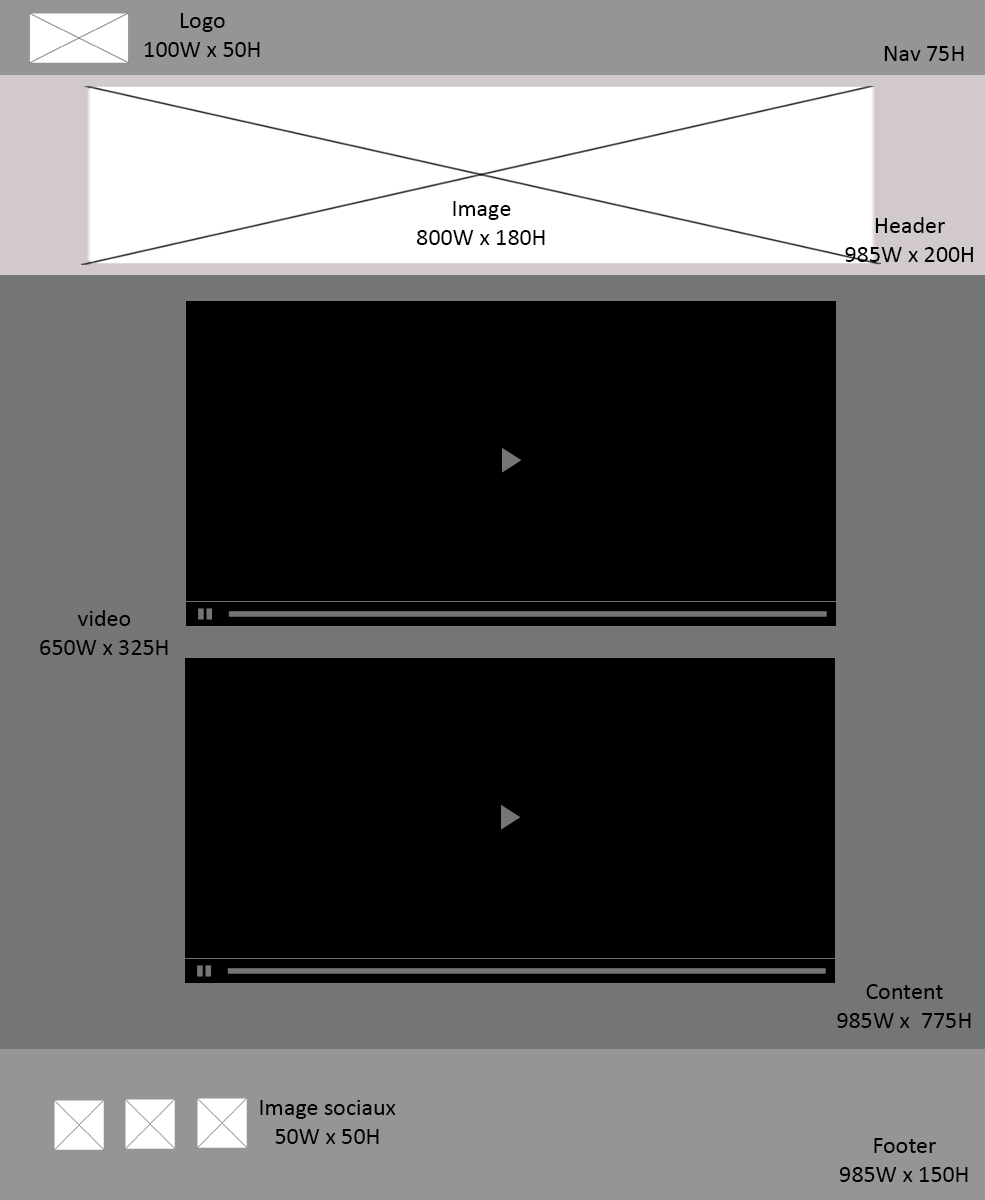 Logo
100W x 50H
Nav 75H
Image
800W x 180H
Header
985W x 200H
video
650W x 325H
Content
985W x  775H
Image sociaux
50W x 50H
Footer
985W x 150H